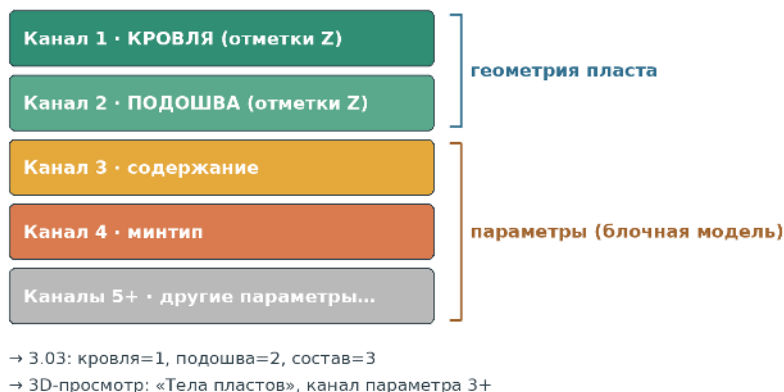 Канал 1 · КРОВЛЯ (отметки Z)
Канал 2 · ПОДОШВА (отметки Z)
геометрия пласта
Канал 3 · содержание
Канал 4 · минтип
Каналы 5+ · другие параметры…
параметры (блочная модель)
→ 3.03: кровля=1, подошва=2, состав=3
→ 3D-просмотр: «Тела пластов», канал параметра 3+